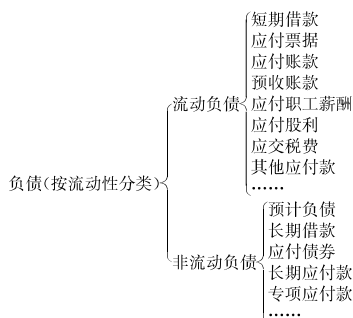 负债(按流动性分类)
流动负债
短期借款
应付票据
应付账款
预收账款
应付职工薪酬
应付股利
应交税费
其他应付款
……
非流动负债
预计负债
长期借款
应付债券
长期应付款
专项应付款
……